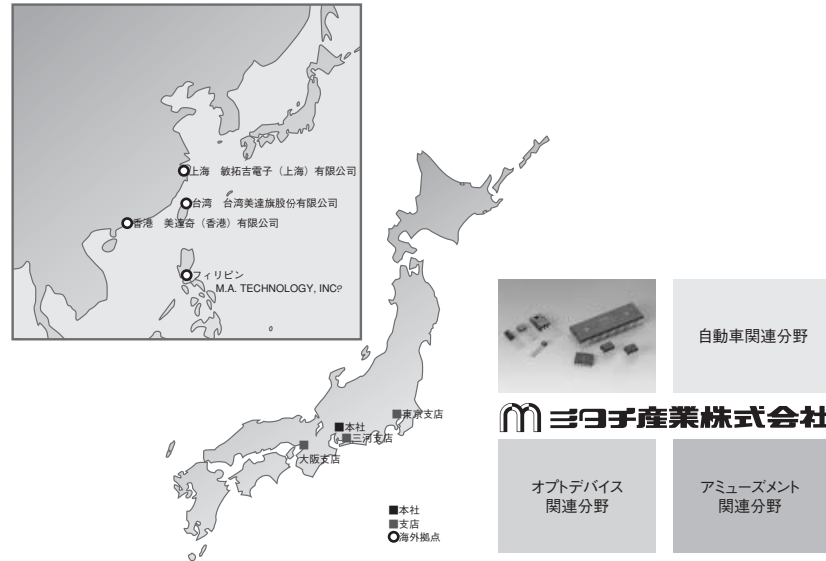 上海 敏拓吉電子（上海）有限公司
台湾 台湾美達旗股份有限公司
香港 美達奇（香港）有限公司
フィリピン
M.A. TECHNOLOGY, INC?
東京支店
本社
三河支店
大阪支店
本社
支店
海外拠点
自動車関連分野
ミタチ産業株式会社
オプトデバイス
関連分野
アミューズメント
関連分野